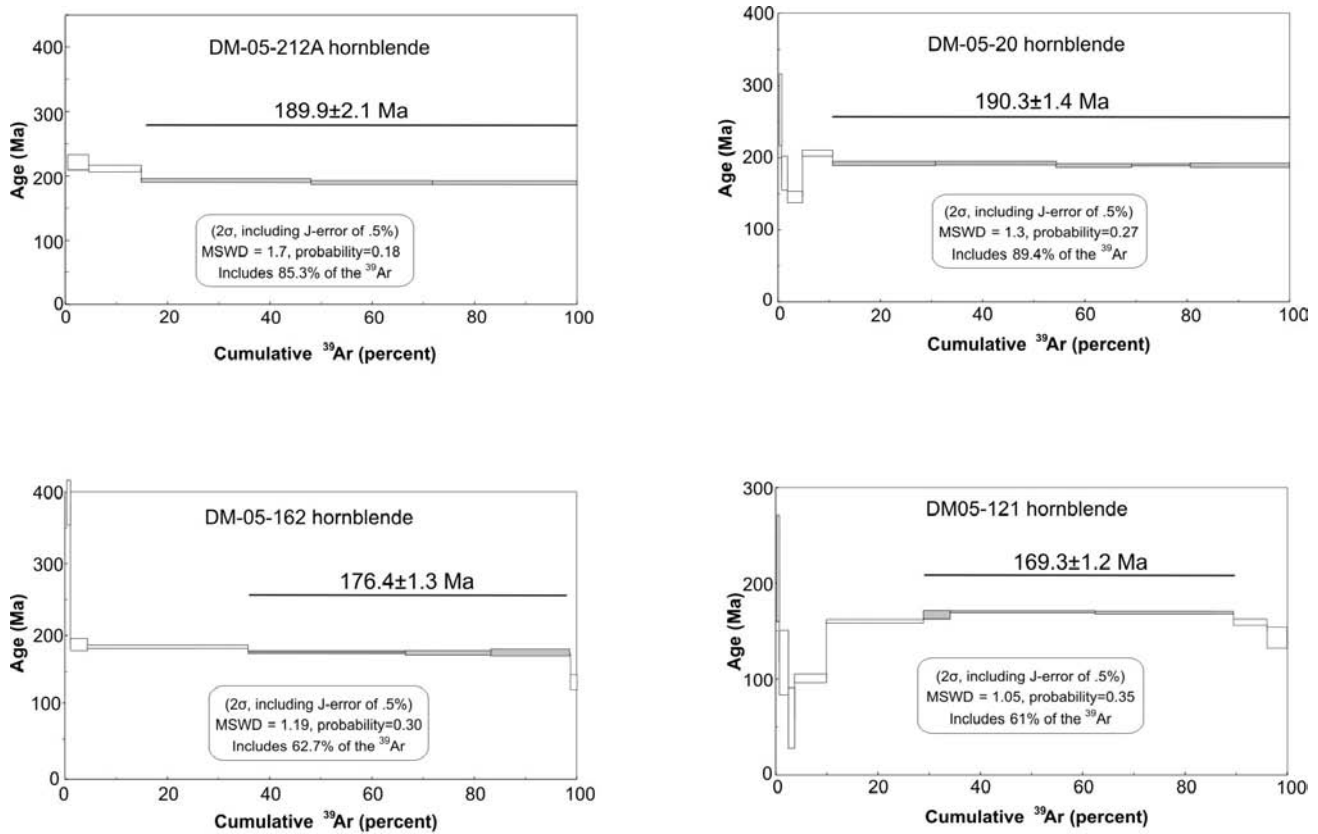 DM-05-212A hornblende
189.9±2.1 Ma
(2σ, including J-error of .5%)
MSWD = 1.7, probability=0.18
Includes 85.3% of the ³⁹Ar
Age (Ma)
400
300
200
100
0
0 20 40 60 80 100
Cumulative ³⁹Ar (percent)
DM-05-20 hornblende
190.3±1.4 Ma
(2σ, including J-error of .5%)
MSWD = 1.3, probability=0.27
Includes 89.4% of the ³⁹Ar
Age (Ma)
400
300
200
100
0
0 20 40 60 80 100
Cumulative ³⁹Ar (percent)
DM-05-162 hornblende
176.4±1.3 Ma
(2σ, including J-error of .5%)
MSWD = 1.19, probability=0.30
Includes 62.7% of the ³⁹Ar
Age (Ma)
400
300
200
100
0
0 20 40 60 80 100
Cumulative ³⁹Ar (percent)
DM05-121 hornblende
169.3±1.2 Ma
(2σ, including J-error of .5%)
MSWD = 1.05, probability=0.35
Includes 61% of the ³⁹Ar
Age (Ma)
300
200
100
0
0 20 40 60 80 100
Cumulative ³⁹Ar (percent)